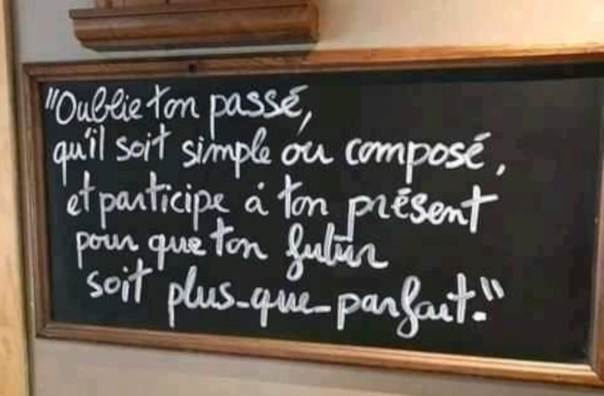 "Oublie ton passé,
qu'il soit simple ou composé,
et participe à ton présent
pour que ton futur
soit plus-que-parfait."